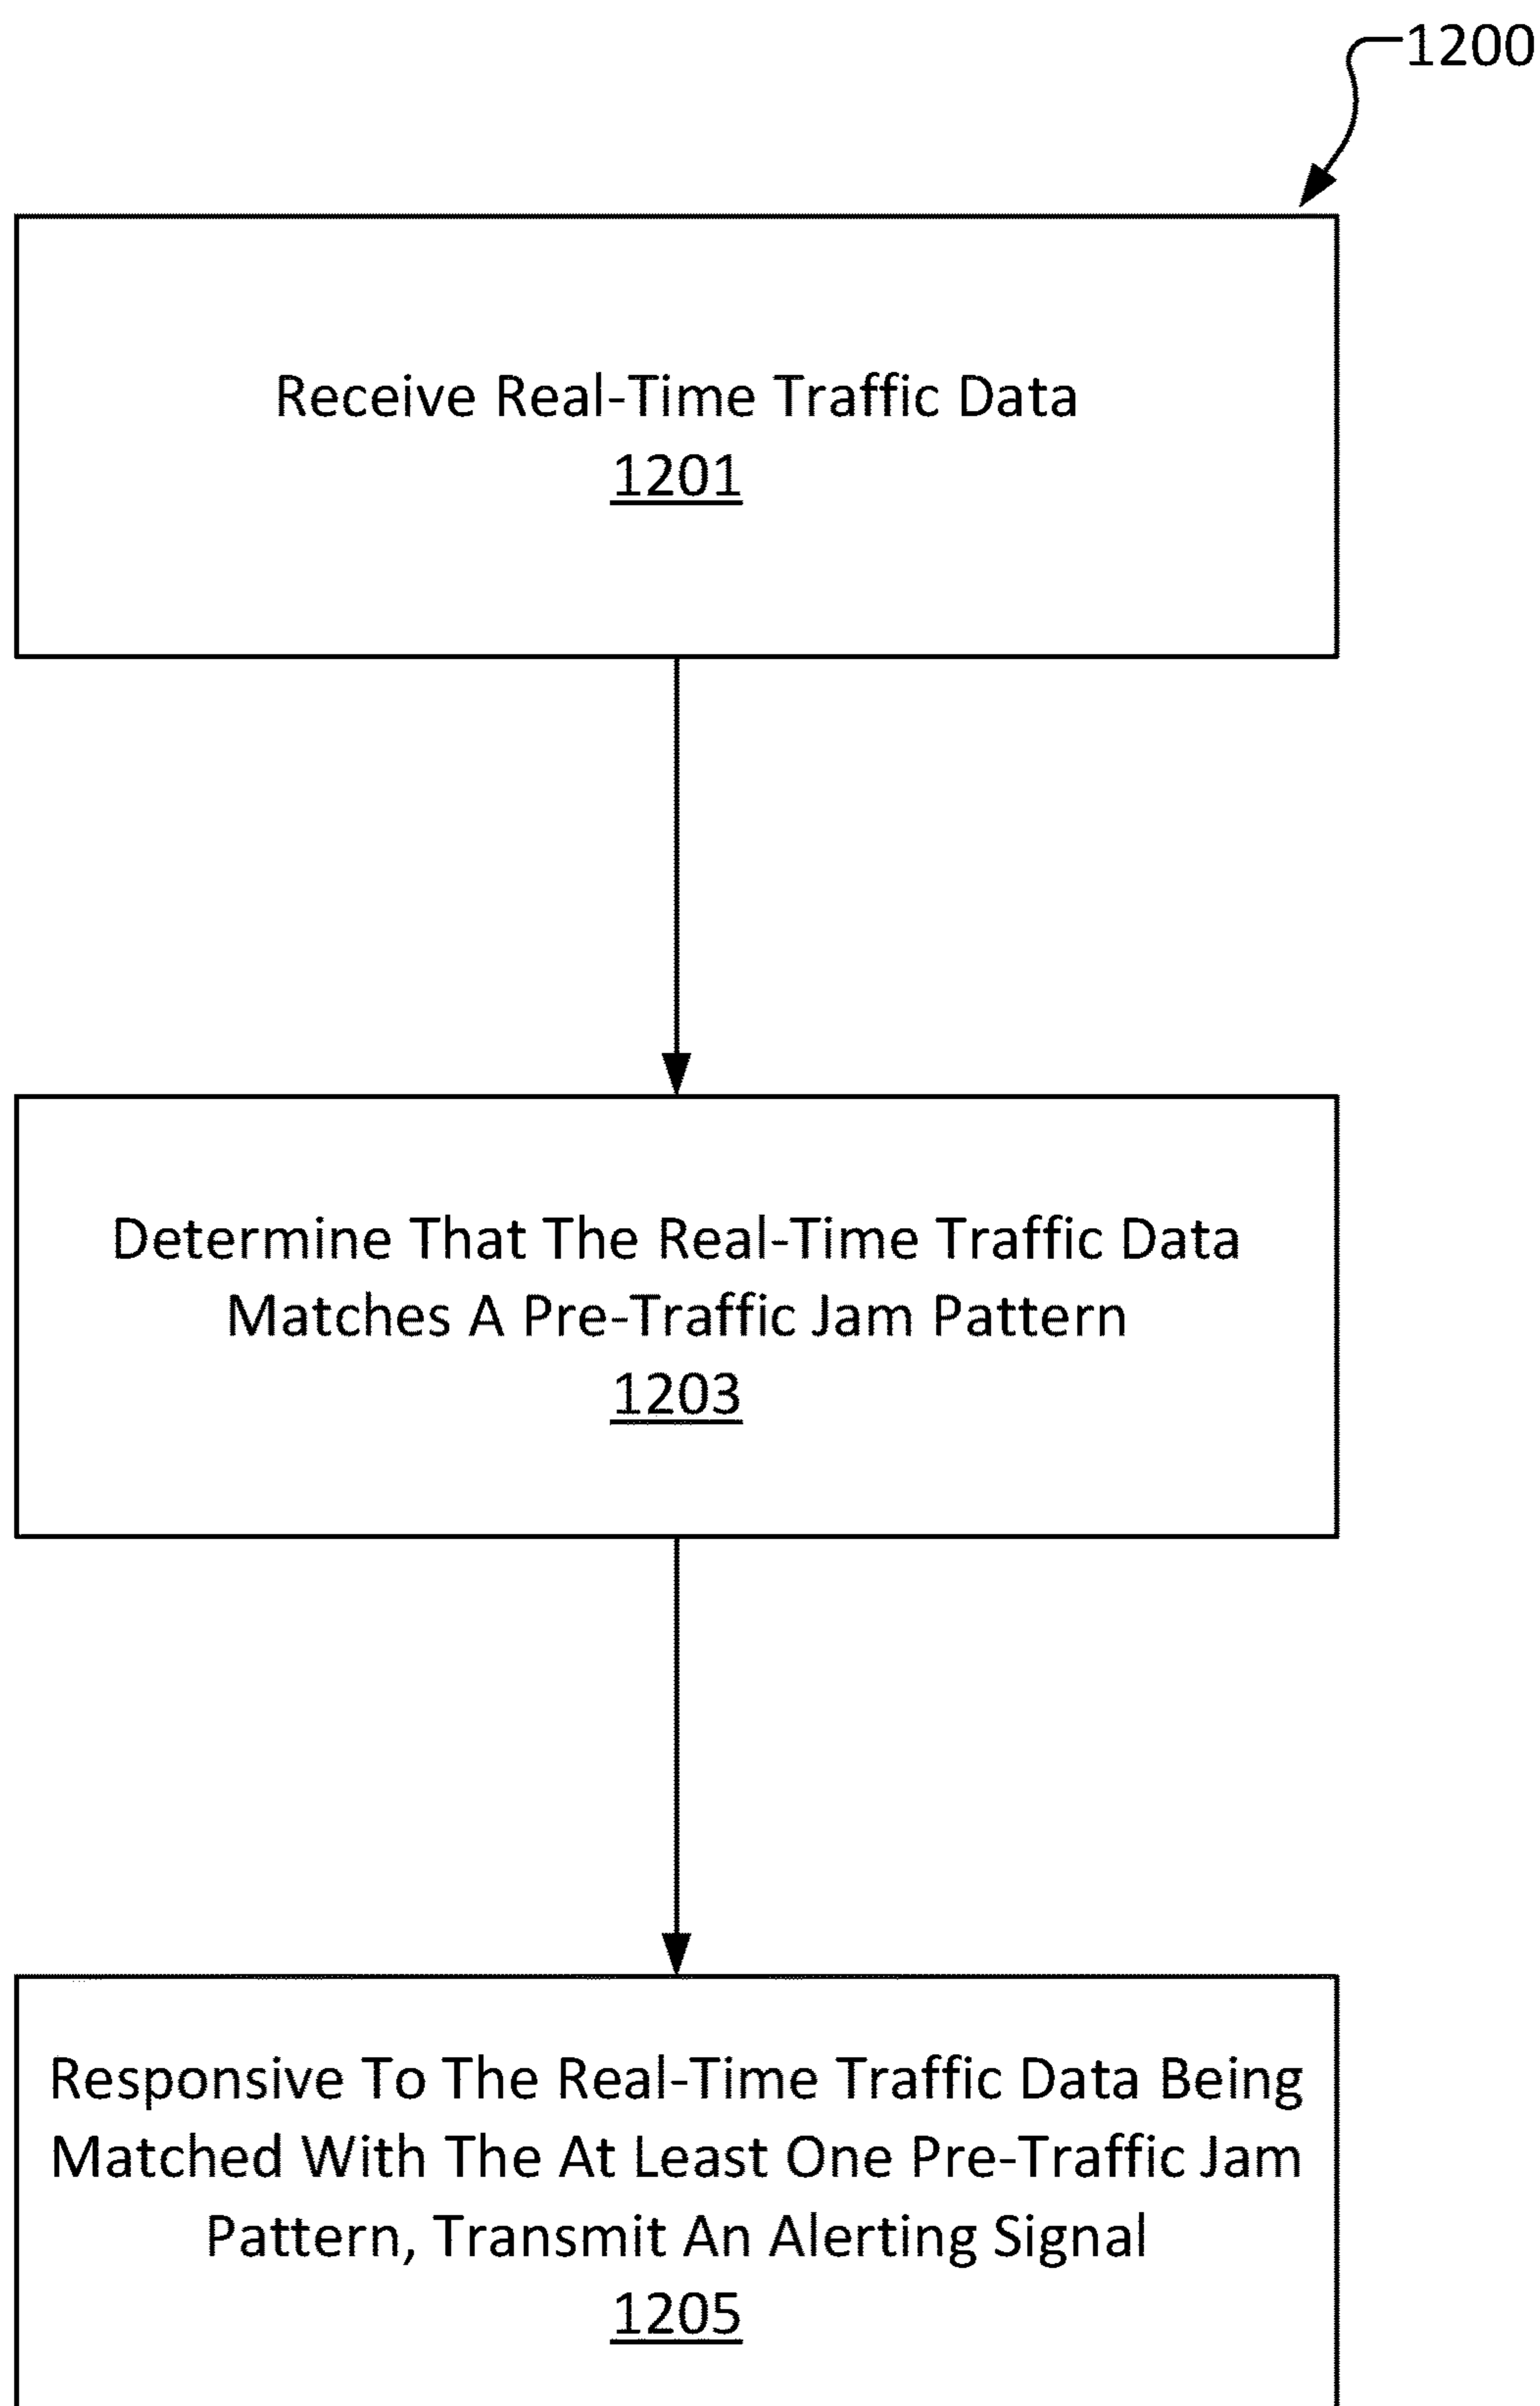 1200
Receive Real-Time Traffic Data
1201
Determine That The Real-Time Traffic Data
Matches A Pre-Traffic Jam Pattern
1203
Responsive To The Real-Time Traffic Data Being
Matched With The At Least One Pre-Traffic Jam
Pattern, Transmit An Alerting Signal
1205